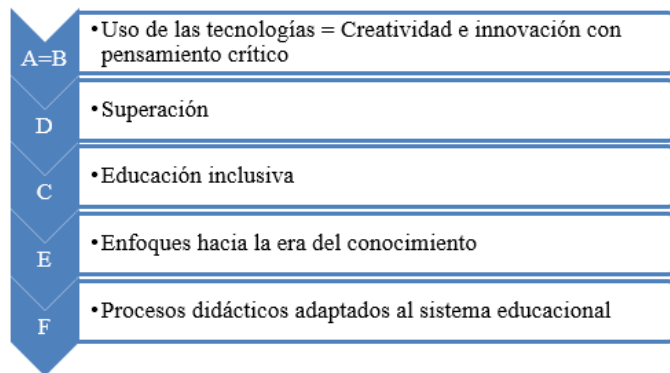 A=B
•Uso de las tecnologías = Creatividad e innovación con
pensamiento crítico
D
•Superación
C
•Educación inclusiva
E
•Enfoques hacia la era del conocimiento
F
•Procesos didácticos adaptados al sistema educacional